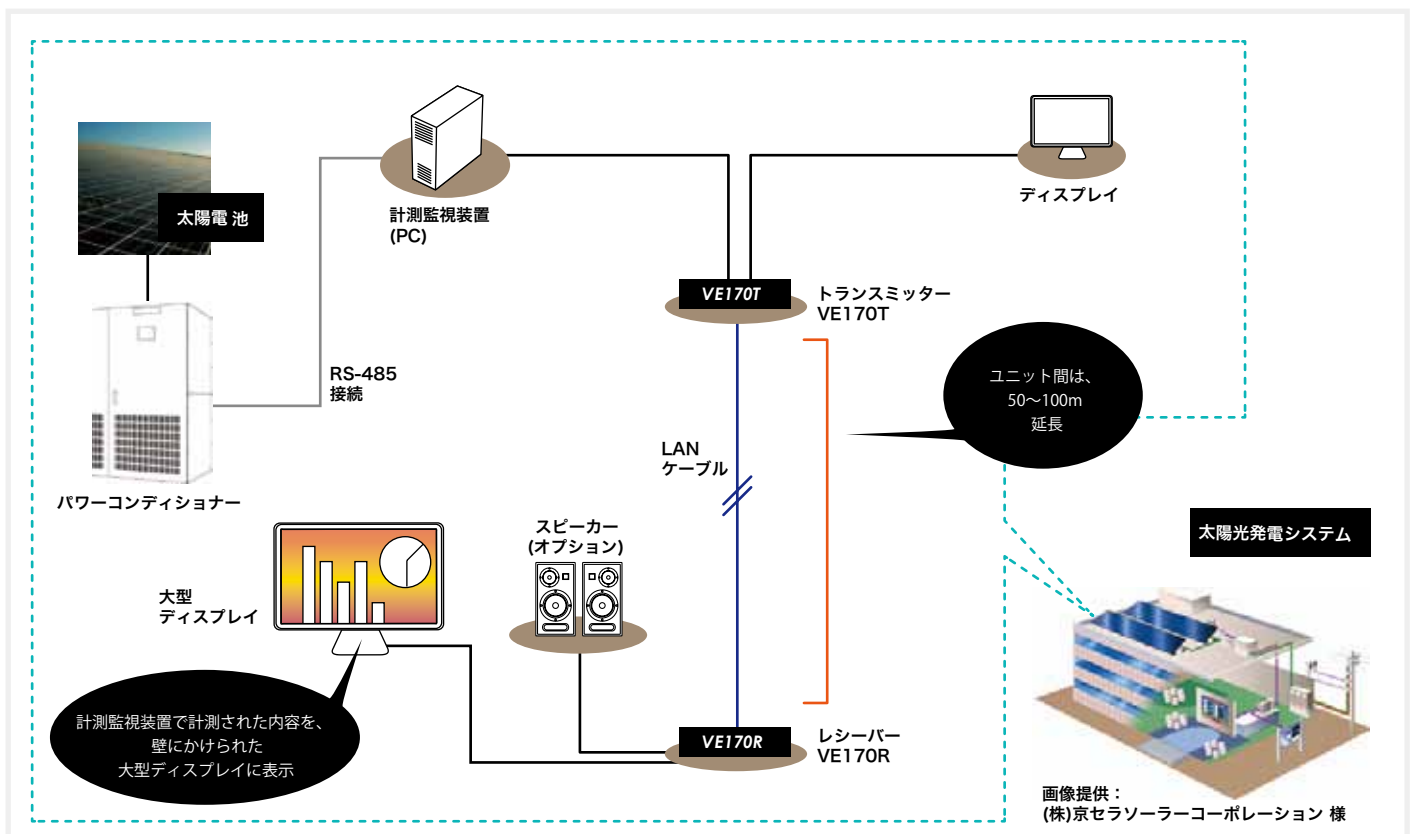 太陽電池
計測監視装置
(PC)
ディスプレイ
VE170T
トランスミッター
VE170T
RS-485
接続
ユニット間は、
50〜100m
延長
LAN
ケーブル
パワーコンディショナー
スピーカー
(オプション)
太陽光発電システム
大型
ディスプレイ
計測監視装置で計測された内容を、
壁にかけられた
大型ディスプレイに表示
VE170R
レシーバー
VE170R
画像提供：
(株)京セラソーラーコーポレーション 様